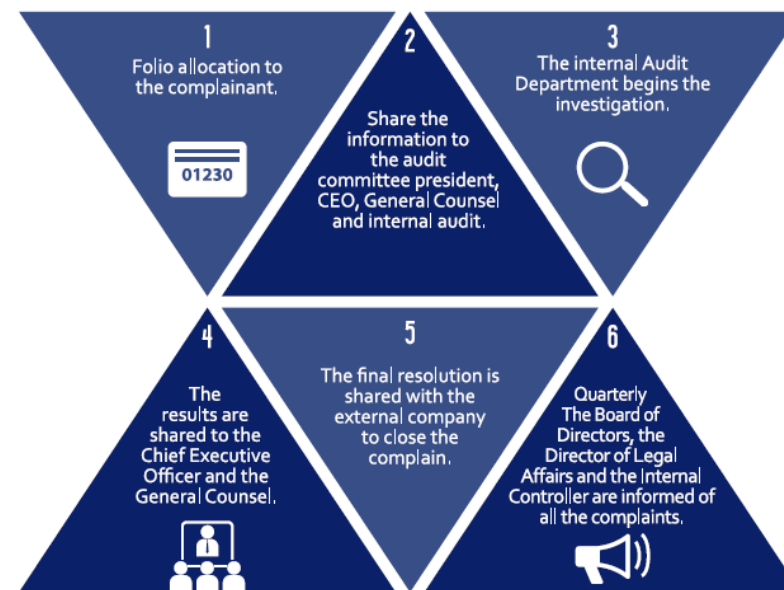 1
Folio allocation to
the complainant.
01230
2
Share the
information to
the audit
committee president,
CEO, General Counsel
and internal audit.
3
The internal Audit
Department begins the
investigation.
4
The
results are
shared to the
Chief Executive
Officer and the
General Counsel.
5
The final resolution is
shared with the
external company
to close the
complain.
6
Quarterly
The Board of
Directors, the
Director of Legal
Affairs and the Internal
Controller are informed of
all the complaints.